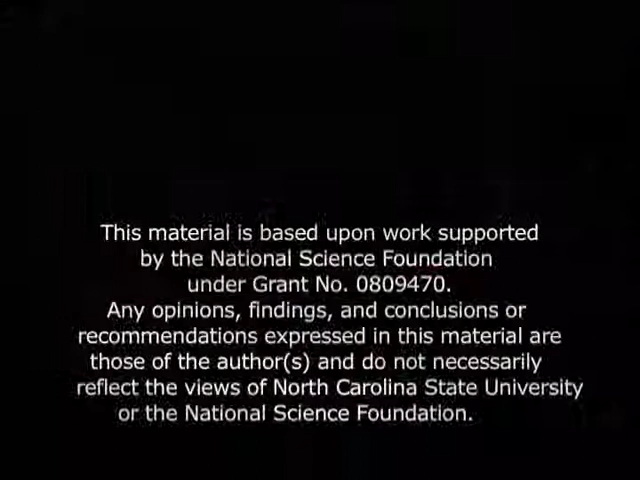 This material is based upon work supported
by the National Science Foundation
under Grant No. 0809470.
Any opinions, findings, and conclusions or
recommendations expressed in this material are
those of the author(s) and do not necessarily
reflect the views of North Carolina State University
or the National Science Foundation.